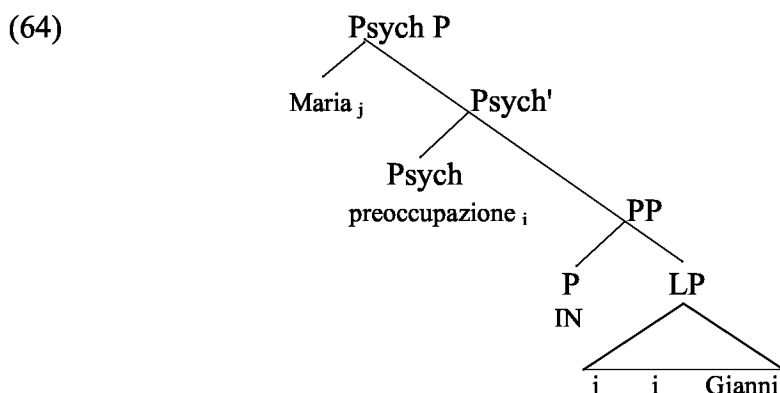 (64)
Psych P
Maria j
Psych'
Psych
preoccupazione i
PP
P LP
IN
i i Gianni